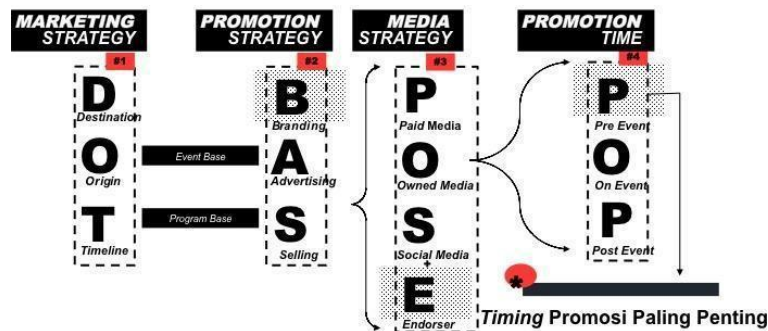 MARKETING
STRATEGY
#1
D
Destination
O
Origin
T
Timeline
Event Base
Program Base
PROMOTION
STRATEGY
#2
B
Branding
A
Advertising
S
Selling
MEDIA
STRATEGY
#3
P
Paid Media
O
Owned Media
S
Social Media
+
E
Endorser
PROMOTION
TIME
#4
P
Pre Event
O
On Event
P
Post Event
*
Timing Promosi Paling Penting